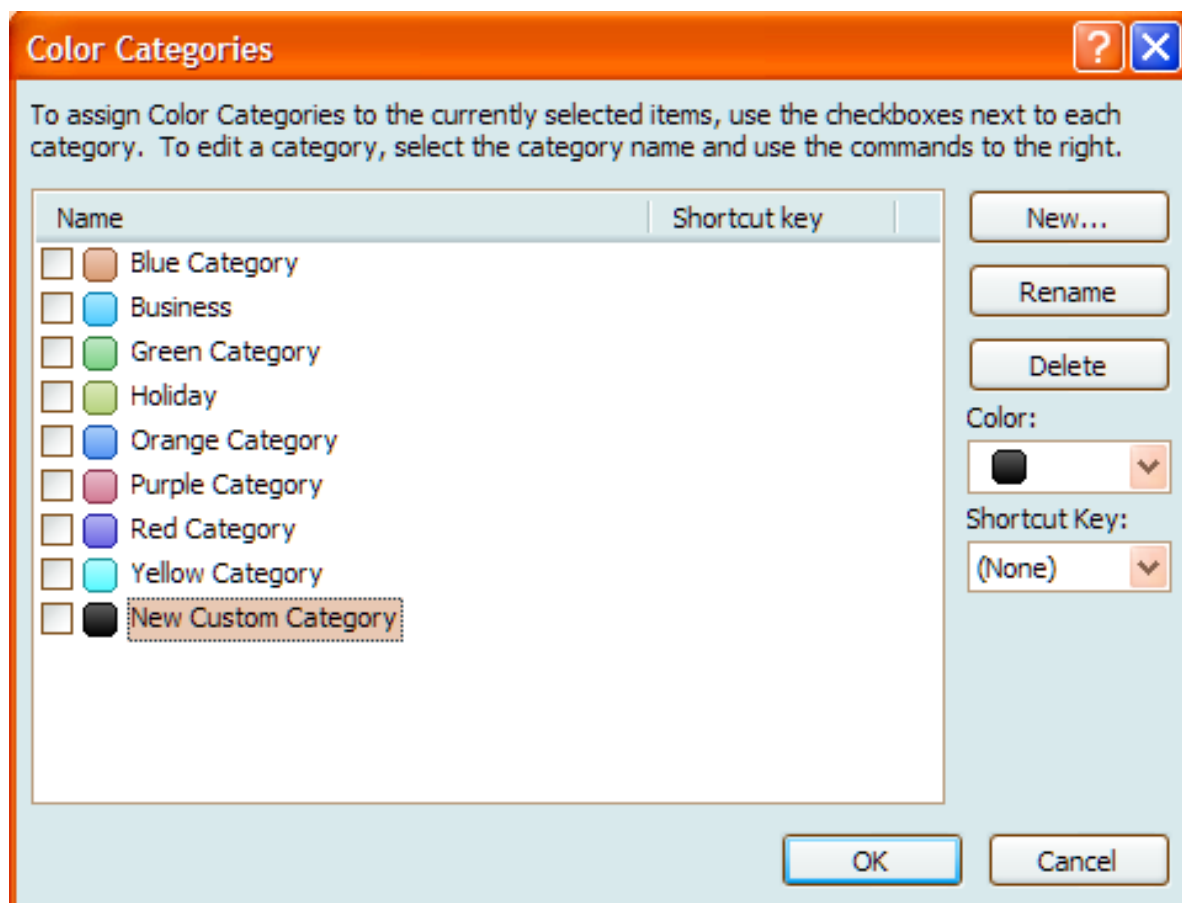 Color Categories
To assign Color Categories to the currently selected items, use the checkboxes next to each
category.  To edit a category, select the category name and use the commands to the right.
Name Shortcut key
Blue Category
Business
Green Category
Holiday
Orange Category
Purple Category
Red Category
Yellow Category
New Custom Category
New...
Rename
Delete
Color:
Shortcut Key:
(None)
OK Cancel